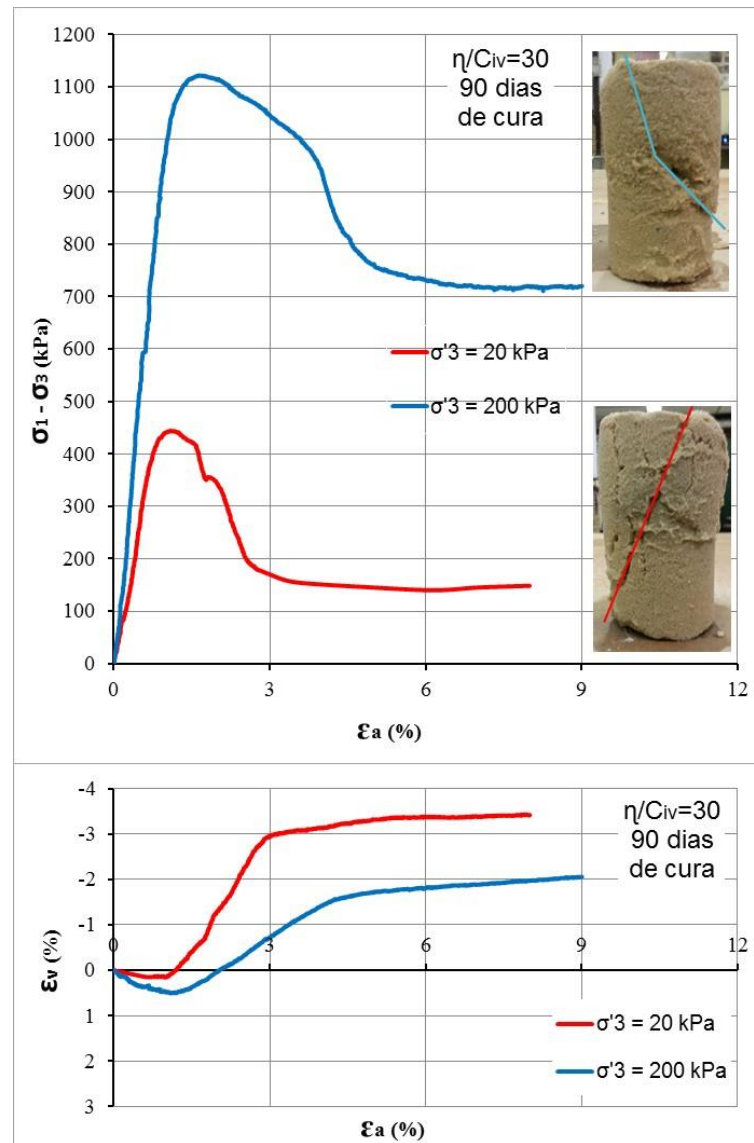 1200
1100
1000
900
800
700
600
500
400
300
200
100
0
σ1 - σ3 (kPa)
η/Civ=30
90 dias
de cura
σ'3 = 20 kPa
σ'3 = 200 kPa
0 3 6 9 12
εa (%)
-4
-3
-2
-1
0
1
2
3
εv (%)
η/Civ=30
90 dias
de cura
0 3 6 9 12
σ'3 = 20 kPa
σ'3 = 200 kPa
εa (%)